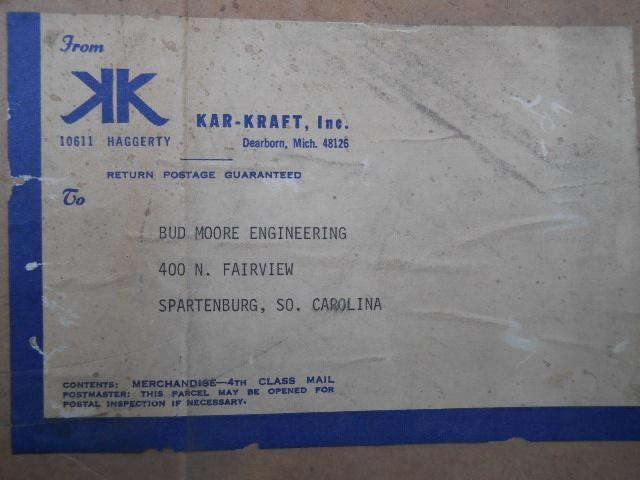 From
KK
KAR-KRAFT, Inc.
10611 HAGGERTY
Dearborn, Mich. 48126
RETURN POSTAGE GUARANTEED
To
BUD MOORE ENGINEERING
400 N. FAIRVIEW
SPARTENBURG, SO. CAROLINA
CONTENTS: MERCHANDISE—4TH CLASS MAIL
POSTMASTER: THIS PARCEL MAY BE OPENED FOR
POSTAL INSPECTION IF NECESSARY.